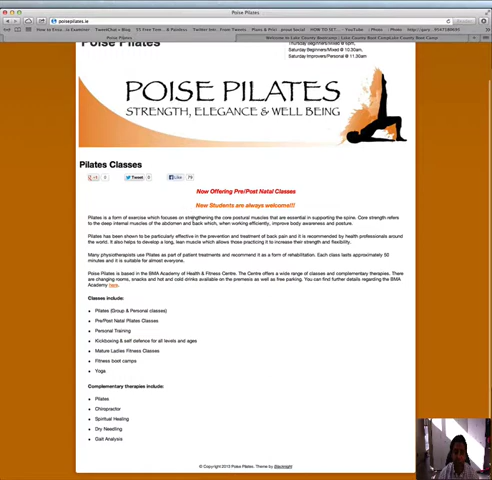 Poise Pilates
poisepilates.ie
Reader
Poise Pilates
Poise Pilates
Thursday Beginners/Mixed @ 6pm,
Saturday Beginners/Mixed @ 10.30am
Saturday Improvers/Personal @ 11.30am
POISE PILATES
STRENGTH, ELEGANCE & WELL BEING
Pilates Classes
+1 0 Tweet 0 Like 79
Now Offering Pre/Post Natal Classes
New Students are always welcome!!!
Pilates is a form of exercise which focuses on strengthening the core postural muscles that are essential in supporting the spine. Core strength refers
to the deep internal muscles of the abdomen and back which, when working efficiently, improve body awareness and posture.
Pilates has been shown to be particularly effective in the prevention and treatment of back pain and it is recommended by health professionals around
the world. It also helps to develop a long, lean muscle which allows those practicing it to increase their strength and flexibility.
Many physiotherapists use Pilates as part of patient treatments and recommend it as a form of rehabilitation. Each class lasts approximately 50
minutes and it is suitable for almost everyone.
Poise Pilates is based in the BMA Academy of Health & Fitness Centre. The Centre offers a wide range of classes and complementary therapies. There
are changing rooms, snacks and hot and cold drinks available on the premesis as well as free parking. You can find further details regarding the BMA
Academy here.
Classes include:
Pilates (Group & Personal classes)
Pre/Post Natal Pilates Classes
Personal Training
Kickboxing & self defence for all levels and ages
Mature Ladies Fitness Classes
Fitness boot camps
Yoga
Complementary therapies include:
Pilates
Chiropractor
Spiritual Healing
Dry Needling
Gait Analysis
© Copyright 2013 Poise Pilates. Theme by